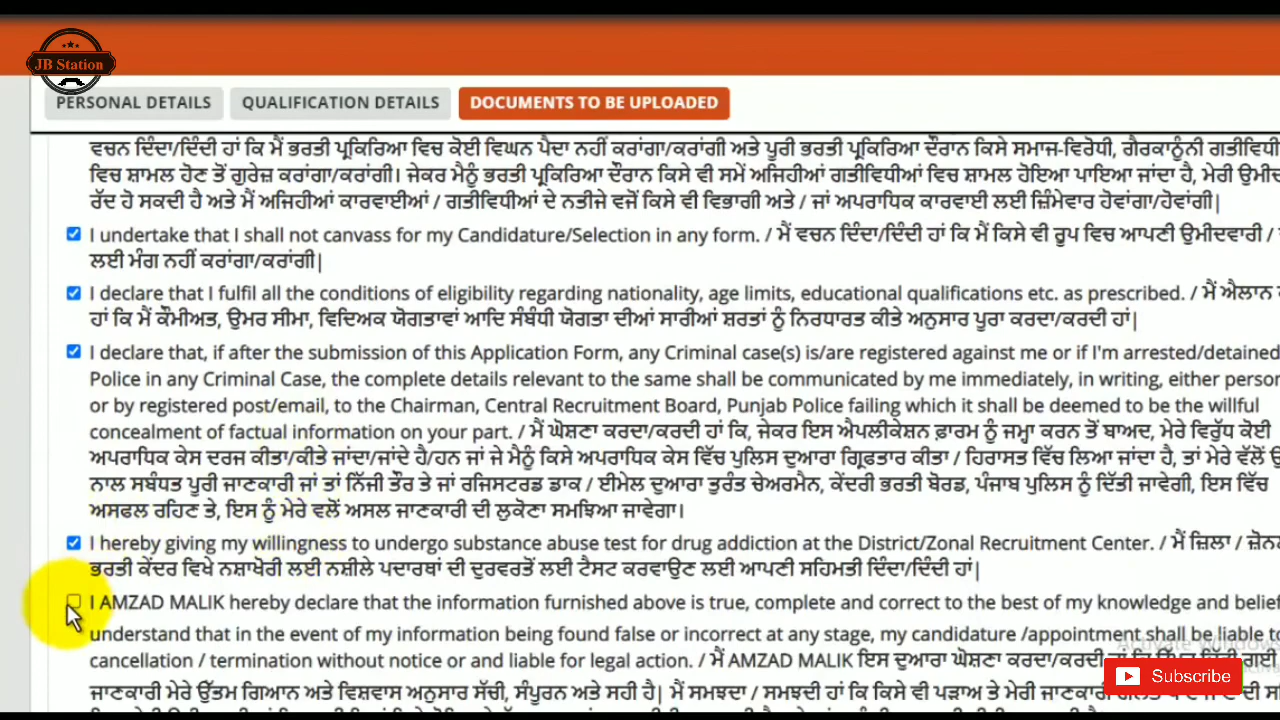 JB Station
PERSONAL DETAILS
QUALIFICATION DETAILS
DOCUMENTS TO BE UPLOADED
ਵਚਨ ਦਿੰਦਾ/ਦਿੰਦੀ ਹਾਂ ਕਿ ਮੈਂ ਭਰਤੀ ਪ੍ਰਕਿਰਿਆ ਵਿਚ ਕੋਈ ਵਿਘਨ ਪੈਦਾ ਨਹੀਂ ਕਰਾਂਗਾ/ਕਰਾਂਗੀ ਅਤੇ ਪੂਰੀ ਭਰਤੀ ਪ੍ਰਕਿਰਿਆ ਦੌਰਾਨ ਕਿਸੇ ਸਮਾਜ-ਵਿਰੋਧੀ, ਗੈਰਕਾਨੂੰਨੀ ਗਤੀਵਿਧੀ
ਵਿਚ ਸ਼ਾਮਲ ਹੋਣ ਤੋਂ ਗੁਰੇਜ਼ ਕਰਾਂਗਾ/ਕਰਾਂਗੀ। ਜੇਕਰ ਮੈਨੂੰ ਭਰਤੀ ਪ੍ਰਕਿਰਿਆ ਦੌਰਾਨ ਕਿਸੇ ਵੀ ਸਮੇਂ ਅਜਿਹੀਆਂ ਗਤੀਵਿਧੀਆਂ ਵਿਚ ਸ਼ਾਮਲ ਹੋਇਆ ਪਾਇਆ ਜਾਂਦਾ ਹੈ, ਮੇਰੀ
ਰੱਦ ਹੋ ਸਕਦੀ ਹੈ ਅਤੇ ਮੈਂ ਅਜਿਹੀਆਂ ਕਾਰਵਾਈਆਂ / ਗਤੀਵਿਧੀਆਂ ਦੇ ਨਤੀਜੇ ਵਜੋਂ ਕਿਸੇ ਵੀ ਵਿਭਾਗੀ ਅਤੇ / ਜਾਂ ਅਪਰਾਧਿਕ ਕਾਰਵਾਈ ਲਈ ਜ਼ਿੰਮੇਵਾਰ ਹੋਵਾਂਗਾ/ਹੋਵਾਂਗੀ|
I undertake that I shall not canvass for my Candidature/Selection in any form. / ਮੈਂ ਵਚਨ ਦਿੰਦਾ/ਦਿੰਦੀ ਹਾਂ ਕਿ ਮੈਂ ਕਿਸੇ ਵੀ ਰੂਪ ਵਿਚ ਆਪਣੀ ਉਮੀਦਵਾਰੀ /
ਲਈ ਮੰਗ ਨਹੀਂ ਕਰਾਂਗਾ/ਕਰਾਂਗੀ|
I declare that I fulfil all the conditions of eligibility regarding nationality, age limits, educational qualifications etc. as prescribed. / ਮੈਂ ਐਲਾਨ
ਹਾਂ ਕਿ ਮੈਂ ਕੌਮੀਅਤ, ਉਮਰ ਸੀਮਾ, ਵਿਦਿਅਕ ਯੋਗਤਾਵਾਂ ਆਦਿ ਸੰਬੰਧੀ ਯੋਗਤਾ ਦੀਆਂ ਸਾਰੀਆਂ ਸ਼ਰਤਾਂ ਨੂੰ ਨਿਰਧਾਰਤ ਕੀਤੇ ਅਨੁਸਾਰ ਪੂਰਾ ਕਰਦਾ/ਕਰਦੀ ਹਾਂ|
I declare that, if after the submission of this Application Form, any Criminal case(s) is/are registered against me or if I'm arrested/detained
Police in any Criminal Case, the complete details relevant to the same shall be communicated by me immediately, in writing, either
or by registered post/email, to the Chairman, Central Recruitment Board, Punjab Police failing which it shall be deemed to be the willful
concealment of factual information on your part. / ਮੈਂ ਘੋਸ਼ਣਾ ਕਰਦਾ/ਕਰਦੀ ਹਾਂ ਕਿ, ਜੇਕਰ ਇਸ ਐਪਲੀਕੇਸ਼ਨ ਫ਼ਾਰਮ ਨੂੰ ਜਮ੍ਹਾ ਕਰਨ ਤੋਂ ਬਾਅਦ, ਮੇਰੇ ਵਿਰੁੱਧ ਕੋਈ
ਅਪਰਾਧਿਕ ਕੇਸ ਦਰਜ ਕੀਤਾ/ਕੀਤੇ ਜਾਂਦਾ/ਜਾਂਦੇ ਹੈ/ਹਨ ਜਾਂ ਜੇ ਮੈਨੂੰ ਕਿਸੇ ਅਪਰਾਧਿਕ ਕੇਸ ਵਿੱਚ ਪੁਲਿਸ ਦੁਆਰਾ ਗ੍ਰਿਫਤਾਰ ਕੀਤਾ / ਹਿਰਾਸਤ ਵਿੱਚ ਲਿਆ ਜਾਂਦਾ ਹੈ, ਤਾਂ ਮੇਰੇ ਵੱਲੋਂ
ਨਾਲ ਸਬੰਧਤ ਪੂਰੀ ਜਾਣਕਾਰੀ ਜਾਂ ਤਾਂ ਨਿੱਜੀ ਤੌਰ ਤੇ ਜਾਂ ਰਜਿਸਟਰਡ ਡਾਕ / ਈਮੇਲ ਦੁਆਰਾ ਤੁਰੰਤ ਚੇਅਰਮੈਨ, ਕੇਂਦਰੀ ਭਰਤੀ ਬੋਰਡ, ਪੰਜਾਬ ਪੁਲਿਸ ਨੂੰ ਦਿੱਤੀ ਜਾਵੇਗੀ, ਇਸ ਵਿੱਚ
ਅਸਫਲ ਰਹਿਣ ਤੇ, ਇਸ ਨੂੰ ਮੇਰੇ ਵਲੋਂ ਅਸਲ ਜਾਣਕਾਰੀ ਦੀ ਲੁਕੋਣਾ ਸਮਝਿਆ ਜਾਵੇਗਾ।
I hereby giving my willingness to undergo substance abuse test for drug addiction at the District/Zonal Recruitment Center. / ਮੈਂ ਜ਼ਿਲਾ /
ਭਰਤੀ ਕੇਂਦਰ ਵਿਖੇ ਨਸ਼ਾਖੋਰੀ ਲਈ ਨਸ਼ੀਲੇ ਪਦਾਰਥਾਂ ਦੀ ਦੁਰਵਰਤੋਂ ਲਈ ਟੈਸਟ ਕਰਵਾਉਣ ਲਈ ਆਪਣੀ ਸਹਿਮਤੀ ਦਿੰਦਾ/ਦਿੰਦੀ ਹਾਂ|
I AMZAD MALIK hereby declare that the information furnished above is true, complete and correct to the best of my knowledge and belief
understand that in the event of my information being found false or incorrect at any stage, my candidature /appointment shall be liable to
cancellation / termination without notice or and liable for legal action. / ਮੈਂ AMZAD MALIK ਇਸ ਦੁਆਰਾ ਘੋਸ਼ਣਾ ਕਰਦਾ/ਕਰਦੀ
ਜਾਣਕਾਰੀ ਮੇਰੇ ਉੱਤਮ ਗਿਆਨ ਅਤੇ ਵਿਸ਼ਵਾਸ ਅਨੁਸਾਰ ਸੱਚੀ, ਸੰਪੂਰਨ ਅਤੇ ਸਹੀ ਹੈ| ਮੈਂ ਸਮਝਦਾ / ਸਮਝਦੀ ਹਾਂ ਕਿ ਕਿਸੇ ਵੀ ਪੜਾਅ ਤੇ ਮੇਰੀ
Activate Windows
Subscribe